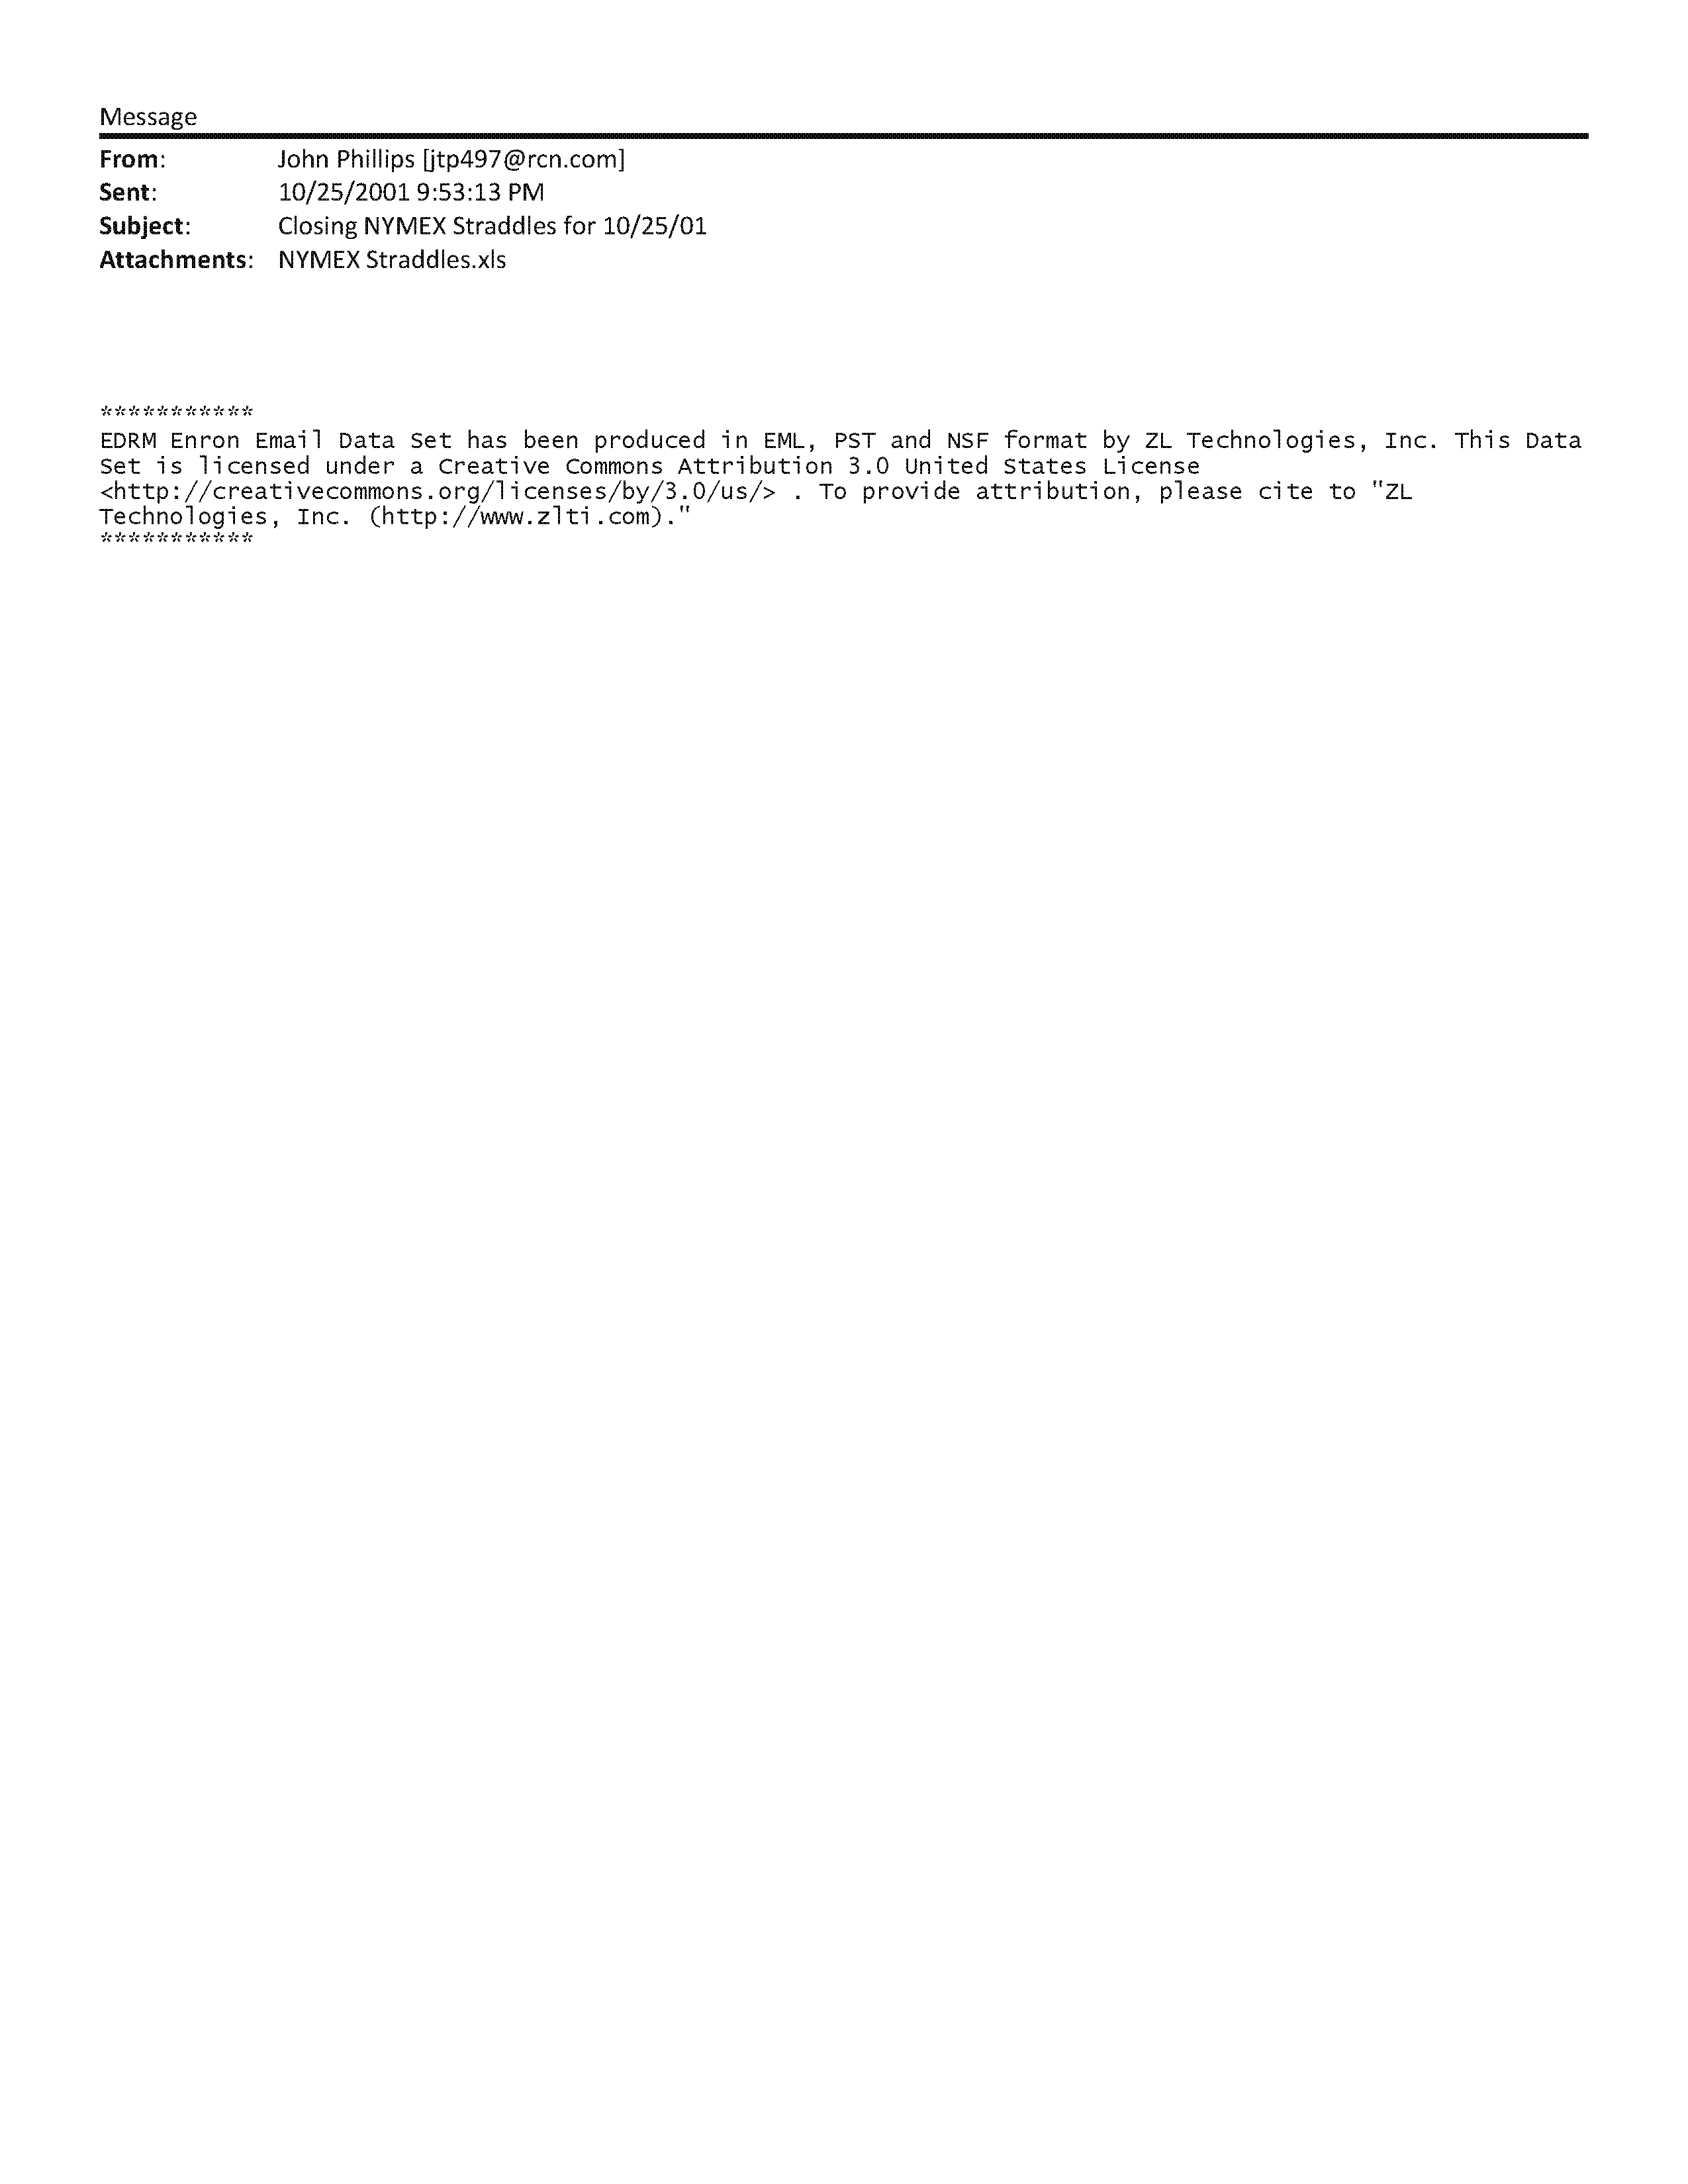 Message
From: John Phillips [jtp497@rcn.com]
Sent: 10/25/2001 9:53:13 PM
Subject: Closing NYMEX Straddles for 10/25/01
Attachments: NYMEX Straddles.xls
***********
EDRM Enron Email Data Set has been produced in EML, PST and NSF format by ZL Technologies, Inc. This Data
Set is licensed under a Creative Commons Attribution 3.0 United States License
<http://creativecommons.org/licenses/by/3.0/us/> . To provide attribution, please cite to "ZL
Technologies, Inc. (http://www.zlti.com)."
***********